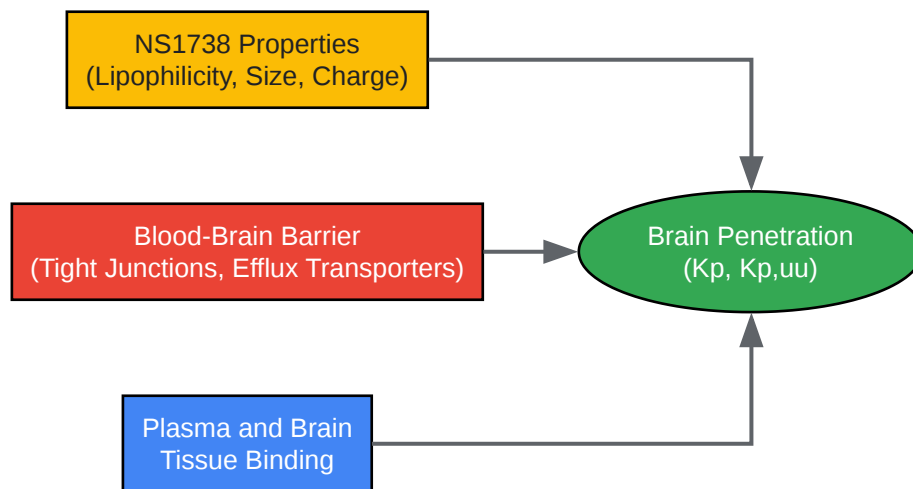 NS1738 Properties
(Lipophilicity, Size, Charge)
Blood-Brain Barrier
(Tight Junctions, Efflux Transporters)
Brain Penetration
(Kp, Kp,uu)
Plasma and Brain
Tissue Binding